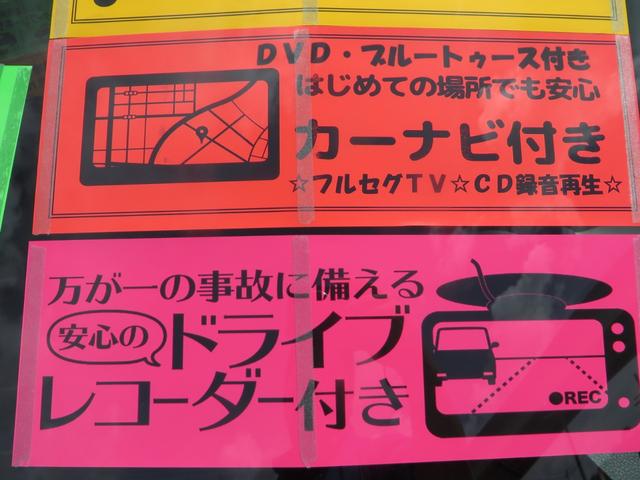 DVD・ブルートゥース付き
はじめての場所でも安心
カーナビ付き
☆フルセグTV☆CD録音再生☆
万が一の事故に備える
安心の
ドライブ
レコーダー付き
●REC